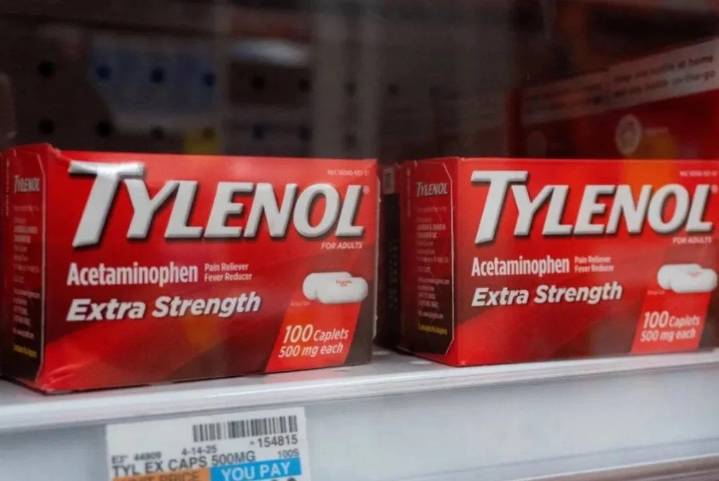 TYLENOL
TYLENOL®
FOR ADULTS
Acetaminophen
Pain Reliever
Fever Reducer
Extra Strength
100 Caplets
500 mg each
TYLENOL
TYLENOL
FOR ADULTS
Acetaminophen
Pain Reliever
Fever Reducer
Extra Strength
100 Caplets
500 mg each
4-14-25
154815
TYL EX CAPS 500MG
100S
PRICE
YOU PAY